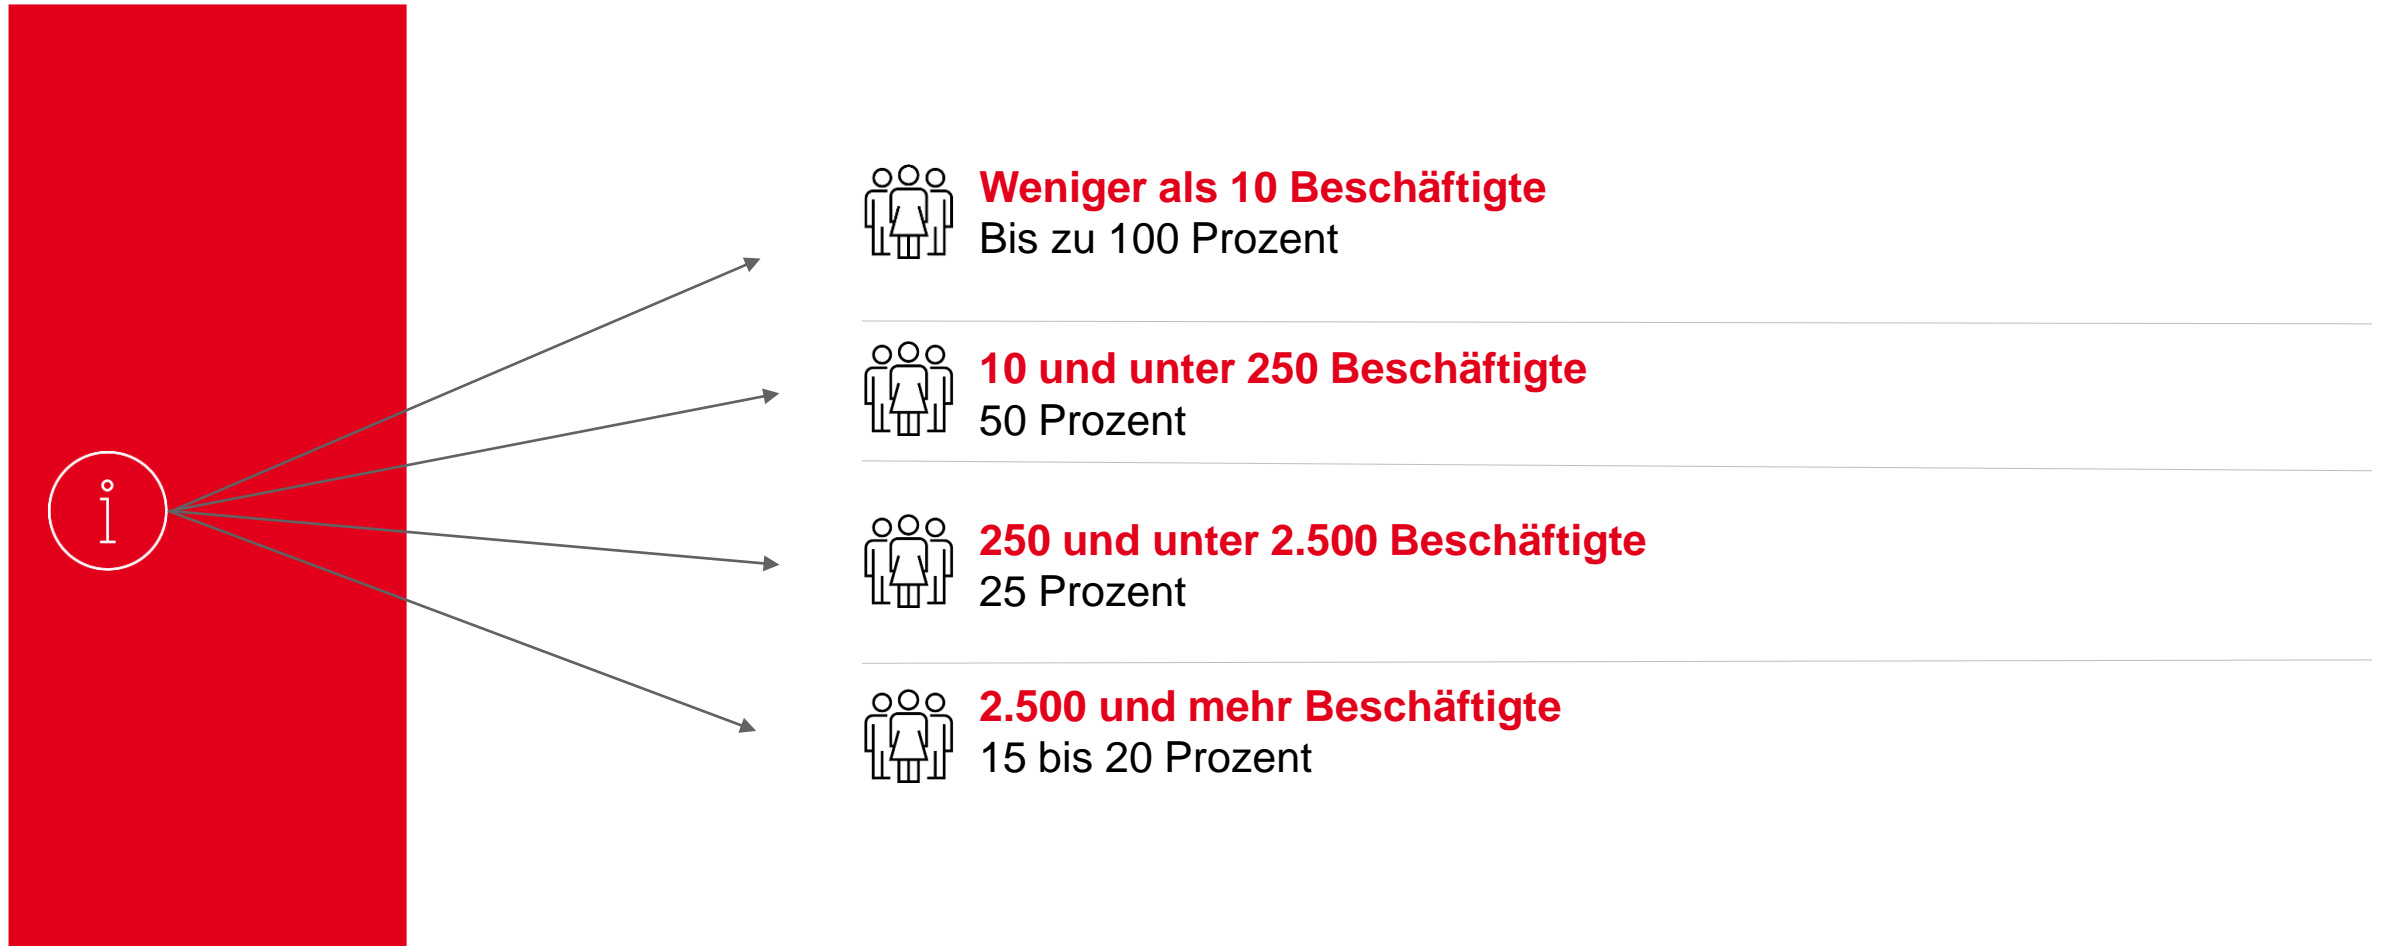 i
Weniger als 10 Beschäftigte
Bis zu 100 Prozent
10 und unter 250 Beschäftigte
50 Prozent
250 und unter 2.500 Beschäftigte
25 Prozent
2.500 und mehr Beschäftigte
15 bis 20 Prozent